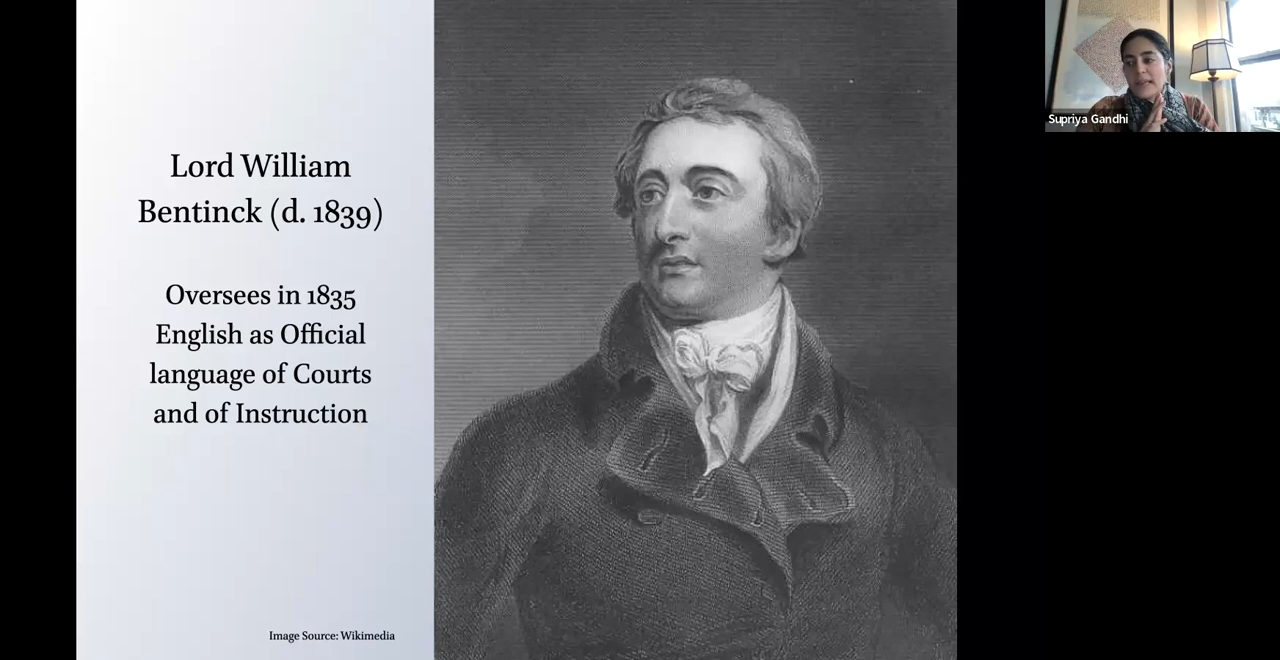 Lord William
Bentinck (d. 1839)
Oversees in 1835
English as Official
language of Courts
and of Instruction
Image Source: Wikimedia
Supriya Gandhi